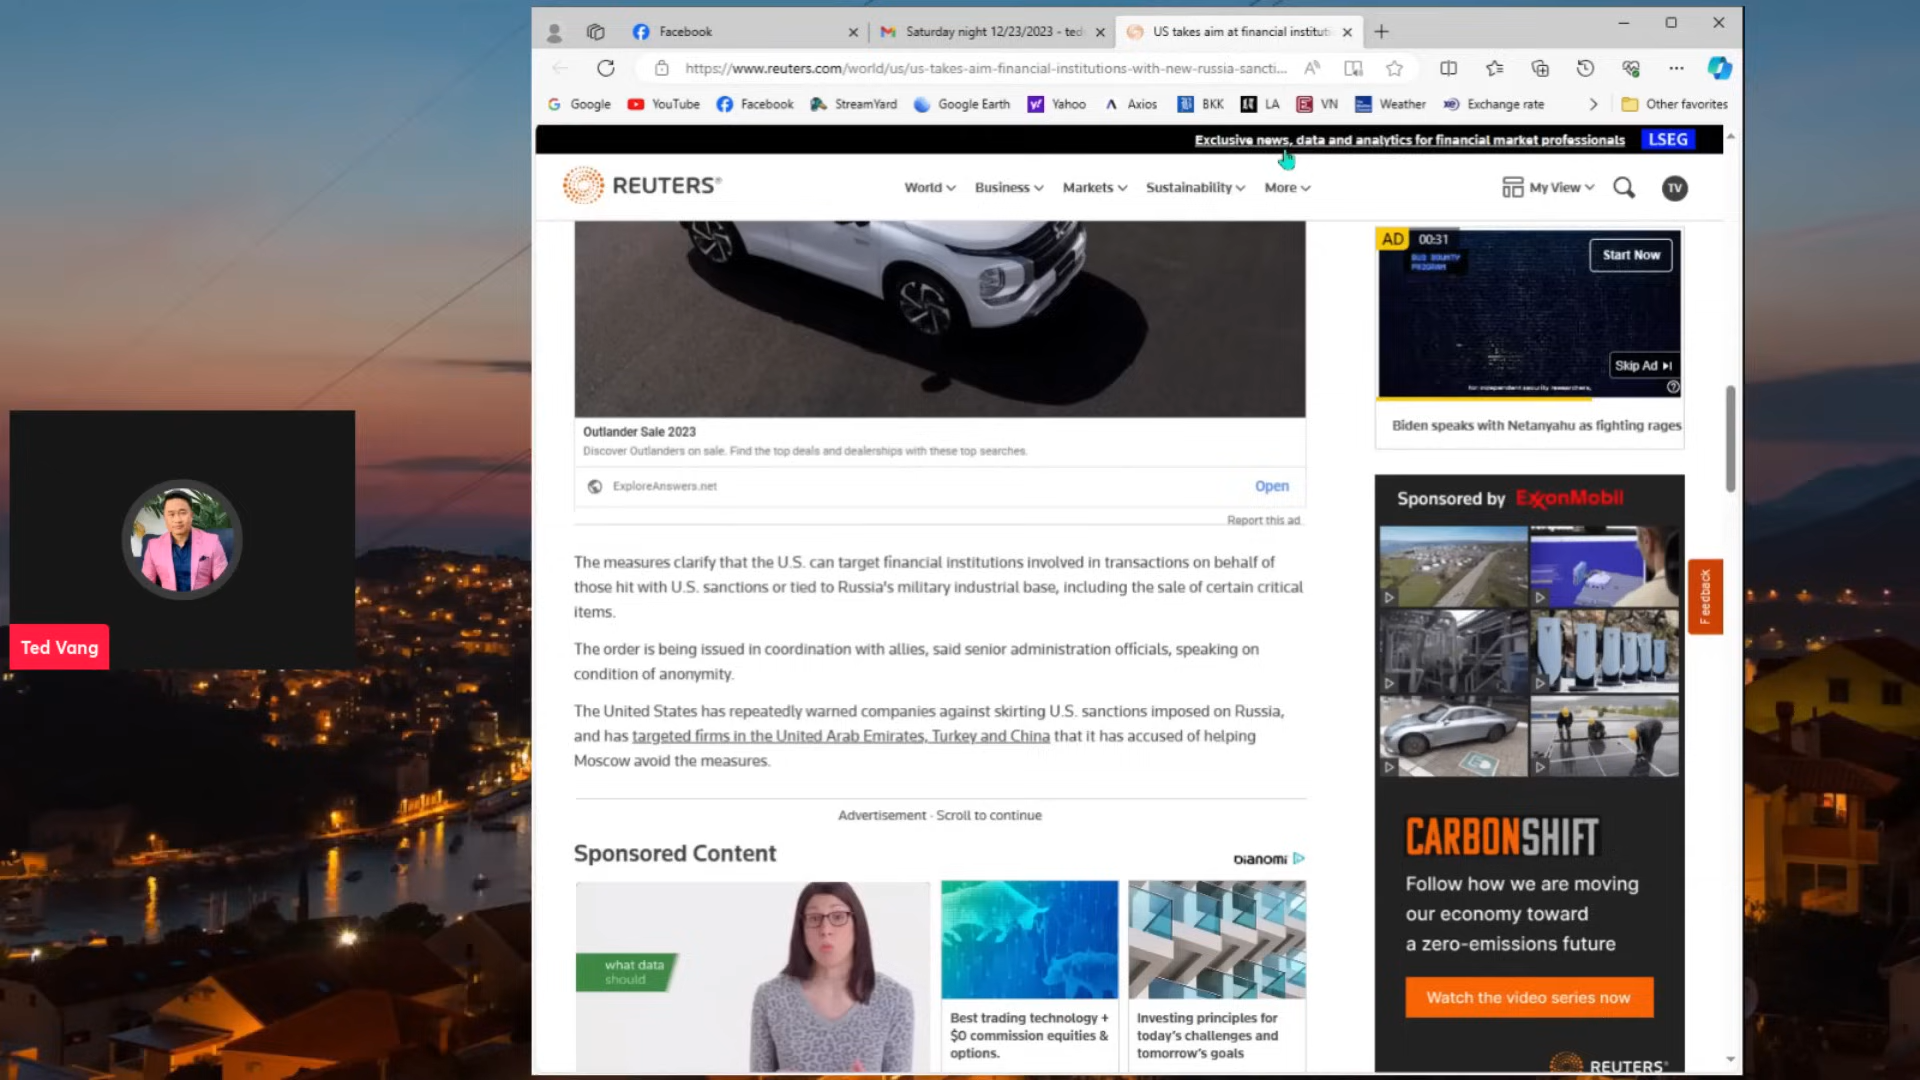 Facebook
Saturday night 12/23/2023 - ted
US takes aim at financial institut
https://www.reuters.com/world/us/us-takes-aim-financial-institutions-with-new-russia-sancti...
Google
YouTube
Facebook
StreamYard
Google Earth
Yahoo
Axios
BKK
LA
VN
Weather
Exchange rate
Other favorites
Exclusive news, data and analytics for financial market professionals
LSEG
REUTERS®
World
Business
Markets
Sustainability
More
My View
TV
AD 00:31
BUG BOUNTY
PROGRAM
Start Now
Skip Ad
for independent security researchers,
Biden speaks with Netanyahu as fighting rages
Outlander Sale 2023
Discover Outlanders on sale. Find the top deals and dealerships with these top searches.
ExploreAnswers.net
Open
Report this ad
The measures clarify that the U.S. can target financial institutions involved in transactions on behalf of
those hit with U.S. sanctions or tied to Russia's military industrial base, including the sale of certain critical
items.
The order is being issued in coordination with allies, said senior administration officials, speaking on
condition of anonymity.
The United States has repeatedly warned companies against skirting U.S. sanctions imposed on Russia,
and has targeted firms in the United Arab Emirates, Turkey and China that it has accused of helping
Moscow avoid the measures.
Advertisement · Scroll to continue
Sponsored Content
DIANOMI
what data
should
Best trading technology +
$0 commission equities &
options.
Investing principles for
today's challenges and
tomorrow's goals
Sponsored by ExxonMobil
Feedback
CARBONSHIFT
Follow how we are moving
our economy toward
a zero-emissions future
Watch the video series now
REUTERS®
Ted Vang